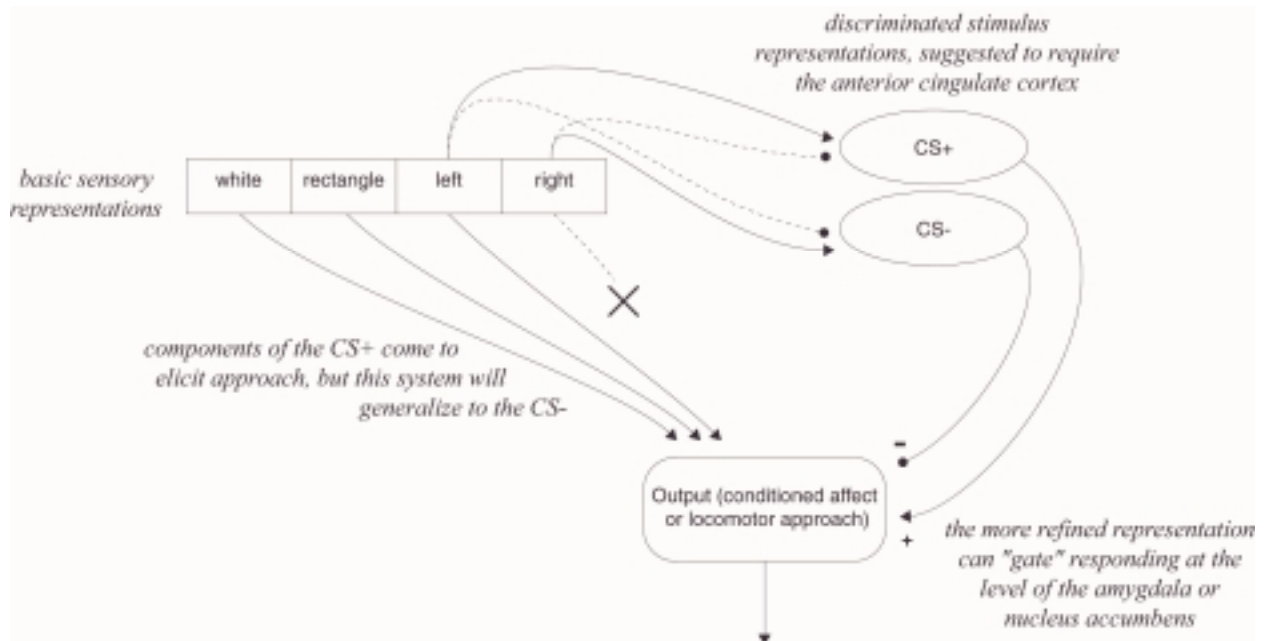 discriminated stimulus
representations, suggested to require
the anterior cingulate cortex
CS+
basic sensory
representations
white
rectangle
left
right
CS-
components of the CS+ come to
elicit approach, but this system will
generalize to the CS-
-
Output (conditioned affect
or locomotor approach)
+
the more refined representation
can "gate" responding at the
level of the amygdala or
nucleus accumbens